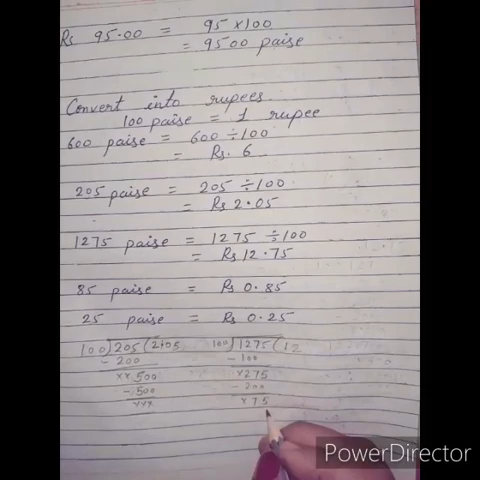 Rs 95.00 = 95 × 100
= 9500 paise
Convert into rupees
100 paise = 1 rupee
600 paise = 600 ÷ 100
= Rs. 6
205 paise = 205 ÷ 100
= Rs 2.05
1275 paise = 1275 ÷ 100
= Rs 12.75
85 paise = Rs 0.85
25 paise = Rs 0.25
100)205( 100)1275(12
- 200 - 100
××500 ×275
- 500 - 200
××× ×75
PowerDirector